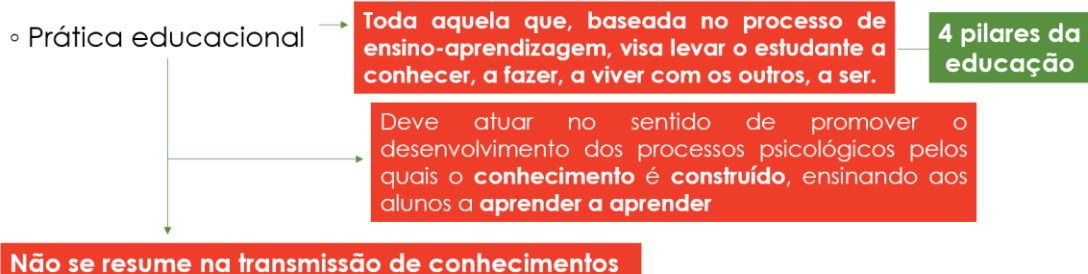 ◦ Prática educacional
Toda aquela que, baseada no processo de
ensino-aprendizagem, visa levar o estudante a
conhecer, a fazer, a viver com os outros, a ser.
4 pilares da
educação
Deve atuar no sentido de promover o
desenvolvimento dos processos psicológicos pelos
quais o conhecimento é construído, ensinando aos
alunos a aprender a aprender
Não se resume na transmissão de conhecimentos